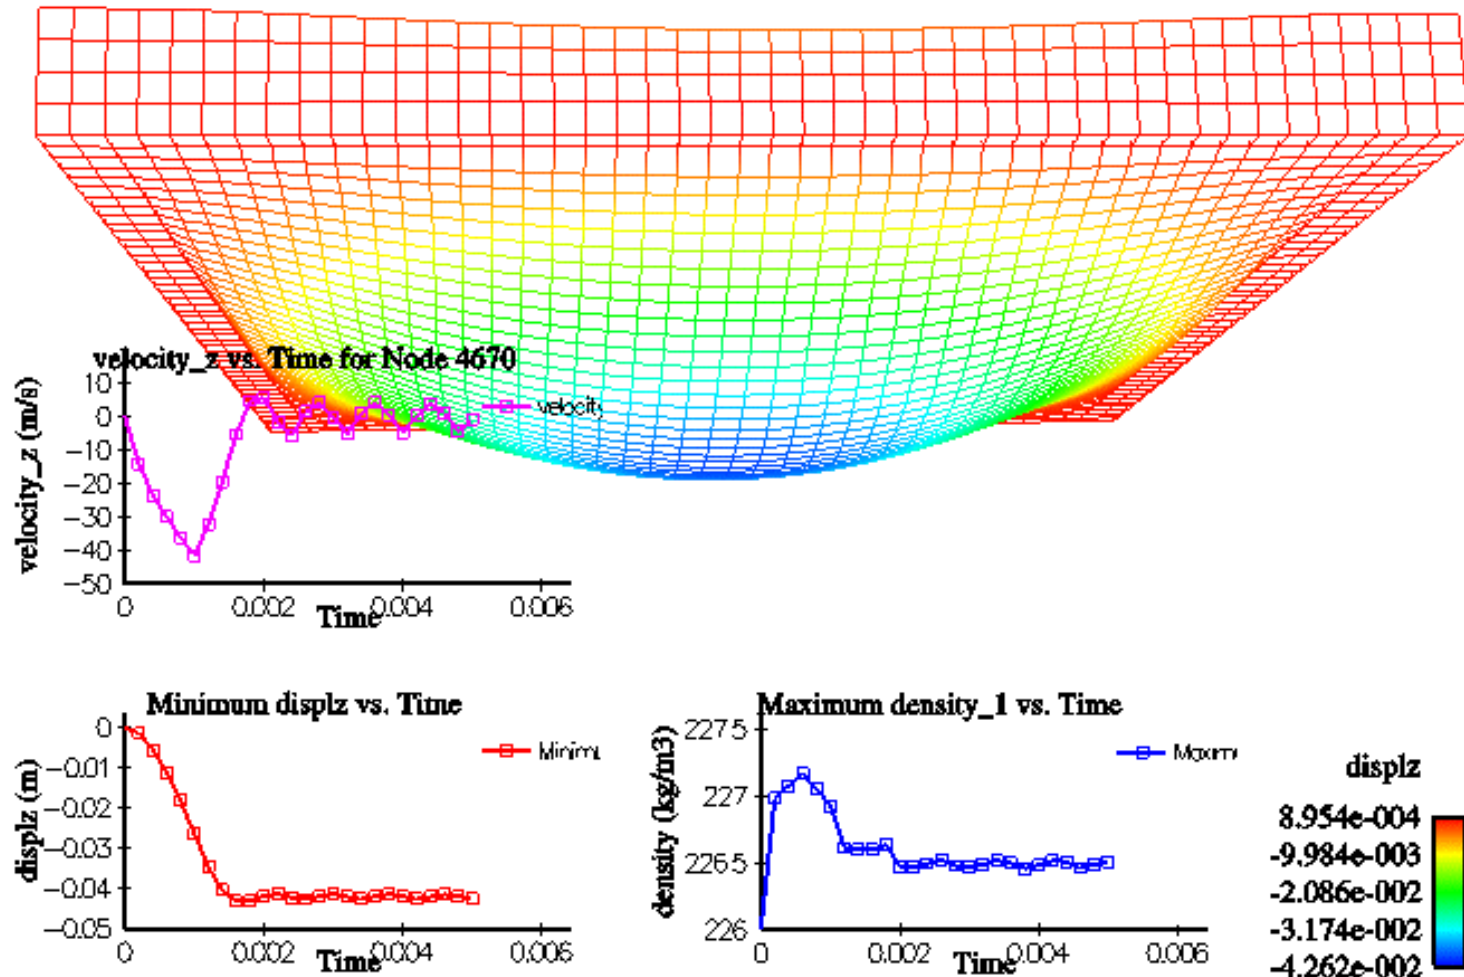 velocity_z vs. Time for Node 4670
velocity_z (m/s)
10
0
−10
−20
−30
−40
−50
0
0.002
0.004
0.006
Time
velocity
Minimum displz vs. Time
displz (m)
0
−0.01
−0.02
−0.03
−0.04
−0.05
0
0.002
0.004
0.006
Time
Minimu
Maximum density_1 vs. Time
density (kg/m3)
227.5
227
226.5
226
0
0.002
0.004
0.006
Time
Maxim
displz
8.954e-004
-9.984e-003
-2.086e-002
-3.174e-002
-4.262e-002